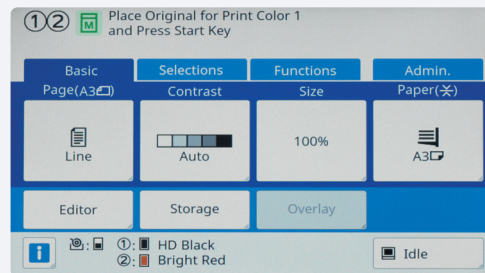 ①② M Place Original for Print Color 1
and Press Start Key
Basic Selections Functions Admin.
Page(A3) Contrast Size Paper(⚹)
Line Auto 100% A3
Editor Storage Overlay
i ①: HD Black
②: Bright Red
Idle